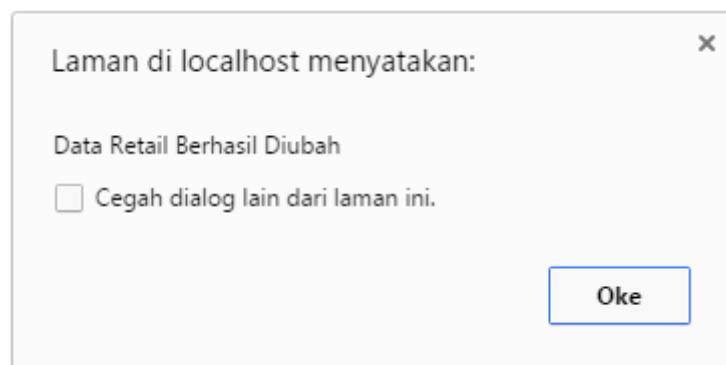 Laman di localhost menyatakan:
Data Retail Berhasil Diubah
Cegah dialog lain dari laman ini.
Oke